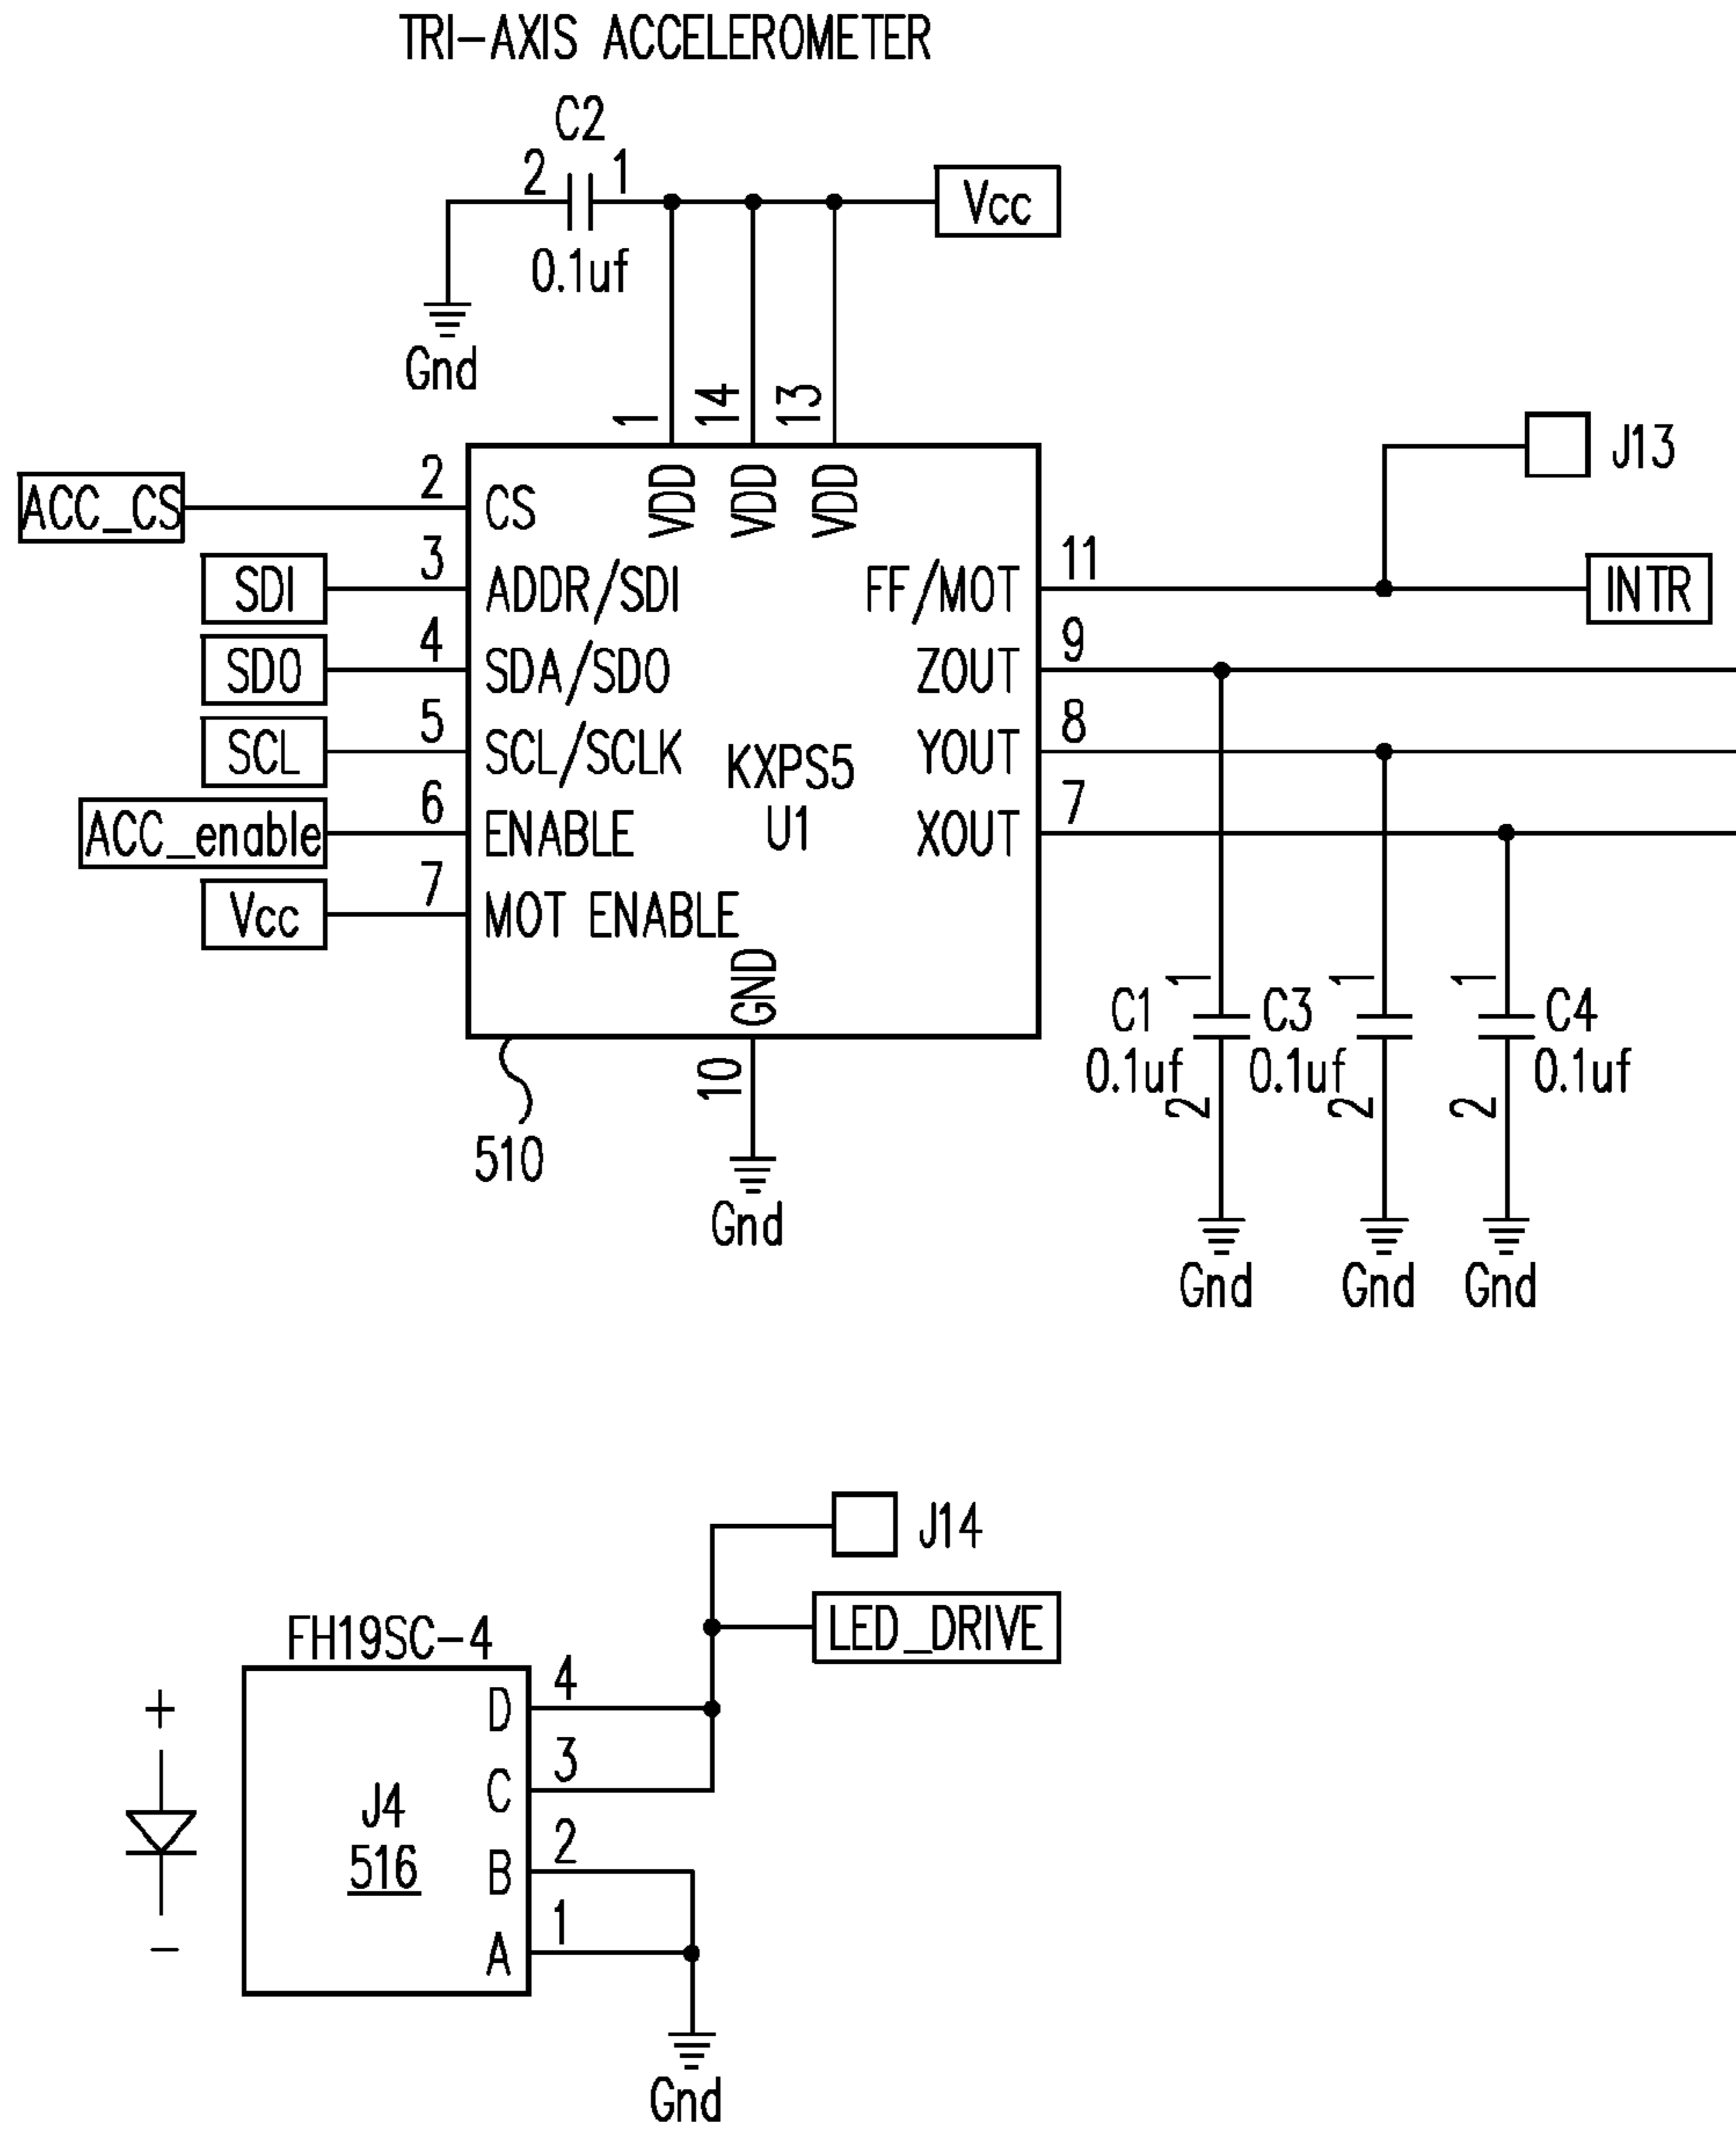 TRI-AXIS ACCELEROMETER
C2
2 1
Vcc
0.1uf
Gnd
1 14 13
J13
ACC_CS 2 CS
VDD VDD VDD
SDI 3 ADDR/SDI FF/MOT 11 INTR
SDO 4 SDA/SDO ZOUT 9
SCL 5 SCL/SCLK YOUT 8
KXPS5
ACC_enable 6 ENABLE U1 XOUT 7
Vcc 7 MOT ENABLE
GND
1 1 1
C1 C3 C4
0.1uf 0.1uf 0.1uf
2 2 2
10
510
Gnd
Gnd Gnd Gnd
J14
LED_DRIVE
FH19SC-4
+
D 4
C 3
J4
516
B 2
A 1
-
Gnd